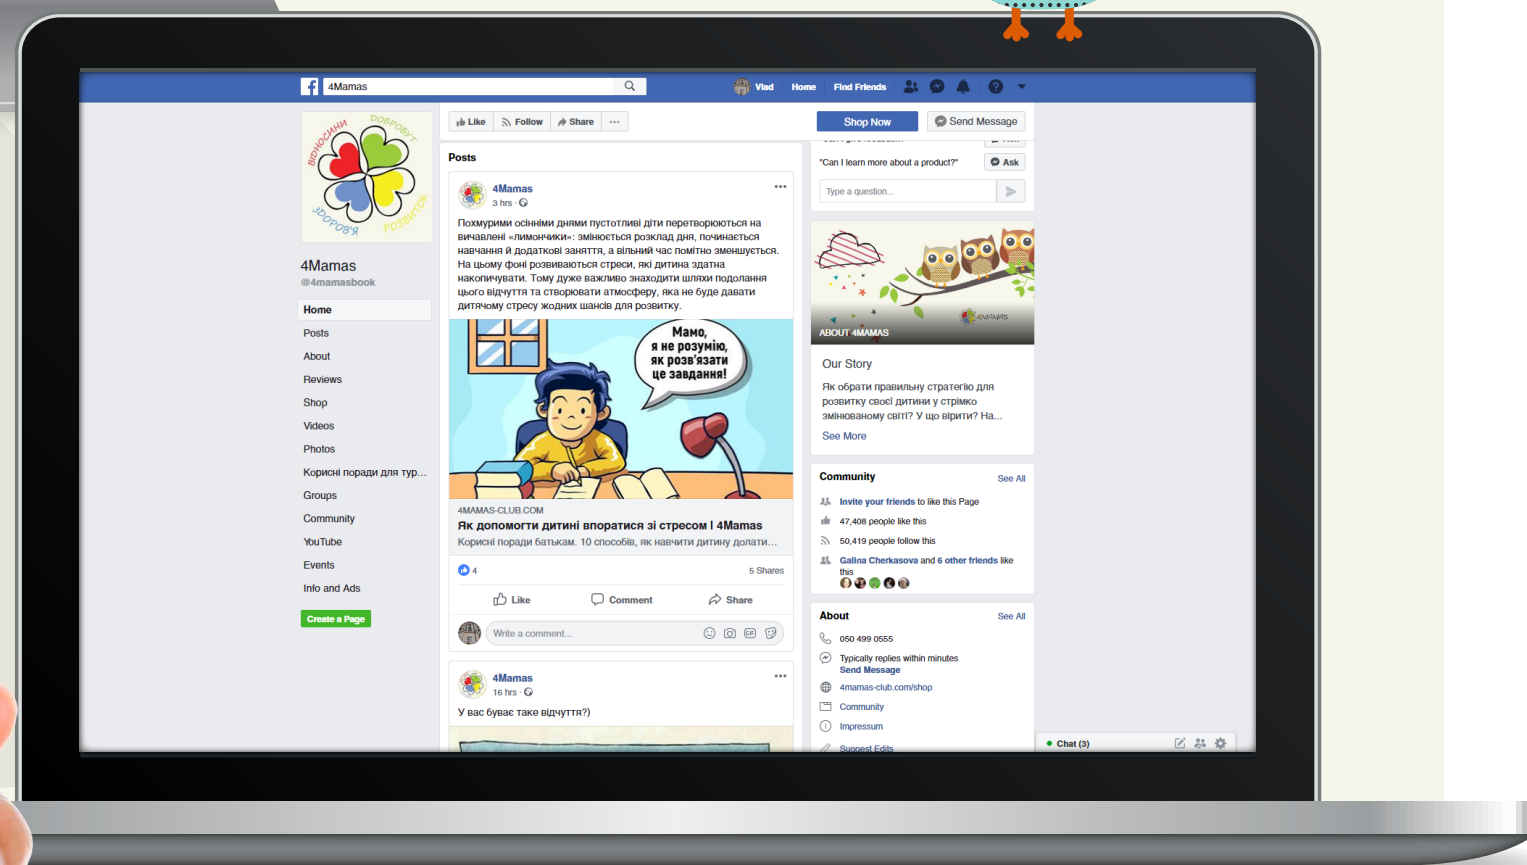 4Mamas
Vlad
Home
Find Friends
ВІДНОСИНИ
ДОБРОБУТ
ЗДОРОВ'Я
РОЗВИТОК
4Mamas
@4mamasbook
Home
Posts
About
Reviews
Shop
Videos
Photos
Корисні поради для тур...
Groups
Community
YouTube
Events
Info and Ads
Create a Page
Like
Follow
Share
Shop Now
Send Message
Posts
4Mamas
3 hrs
Похмурими осінніми днями пустотливі діти перетворюються на
вичавлені «лимончики»: змінюється розклад дня, починається
навчання й додаткові заняття, а вільний час помітно зменшується.
На цьому фоні розвиваються стреси, які дитина здатна
накопичувати. Тому дуже важливо знаходити шляхи подолання
цього відчуття та створювати атмосферу, яка не буде давати
дитячому стресу жодних шансів для розвитку.
Мамо,
я не розумію,
як розв'язати
це завдання!
4MAMAS-CLUB.COM
Як допомогти дитині впоратися зі стресом | 4Mamas
Корисні поради батькам. 10 способів, як навчити дитину долати...
4
5 Shares
Like
Comment
Share
Write a comment...
GIF
4Mamas
16 hrs
У вас буває таке відчуття?)
"Can I learn more about a product?"
Ask
Type a question...
4MAMAS
ABOUT 4MAMAS
Our Story
Як обрати правильну стратегію для
розвитку своєї дитини у стрімко
змінюваному світі? У що вірити? На...
See More
Community
See All
Invite your friends to like this Page
47,408 people like this
50,419 people follow this
Galina Cherkasova and 6 other friends like
this
About
See All
050 499 0555
Typically replies within minutes
Send Message
4mamas-club.com/shop
Community
Impressum
Suggest Edits
Chat (3)